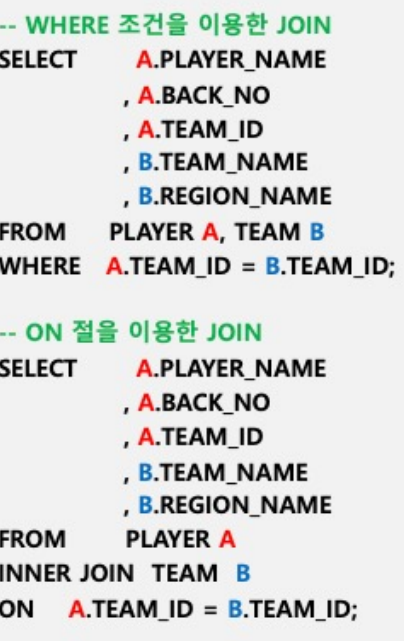 -- WHERE 조건을 이용한 JOIN
SELECT A.PLAYER_NAME
, A.BACK_NO
, A.TEAM_ID
, B.TEAM_NAME
, B.REGION_NAME
FROM PLAYER A, TEAM B
WHERE A.TEAM_ID = B.TEAM_ID;
-- ON 절을 이용한 JOIN
SELECT A.PLAYER_NAME
, A.BACK_NO
, A.TEAM_ID
, B.TEAM_NAME
, B.REGION_NAME
FROM PLAYER A
INNER JOIN TEAM B
ON A.TEAM_ID = B.TEAM_ID;